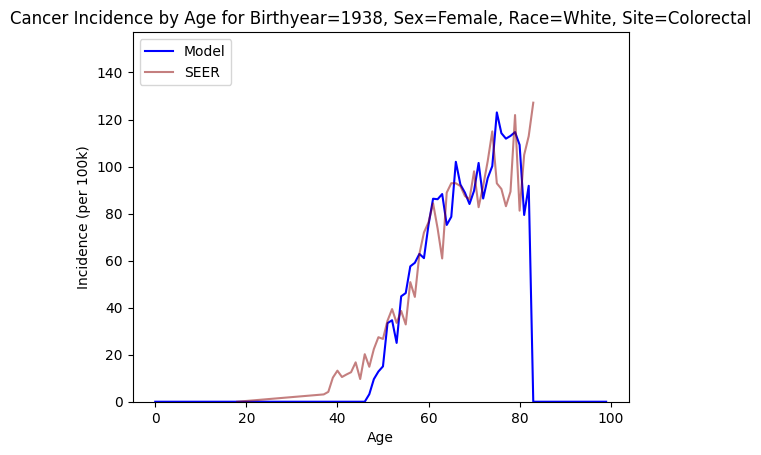 Cancer Incidence by Age for Birthyear=1938, Sex=Female, Race=White, Site=Colorectal
Model
SEER
140
120
100
80
60
40
20
0
Incidence (per 100k)
0 20 40 60 80 100
Age